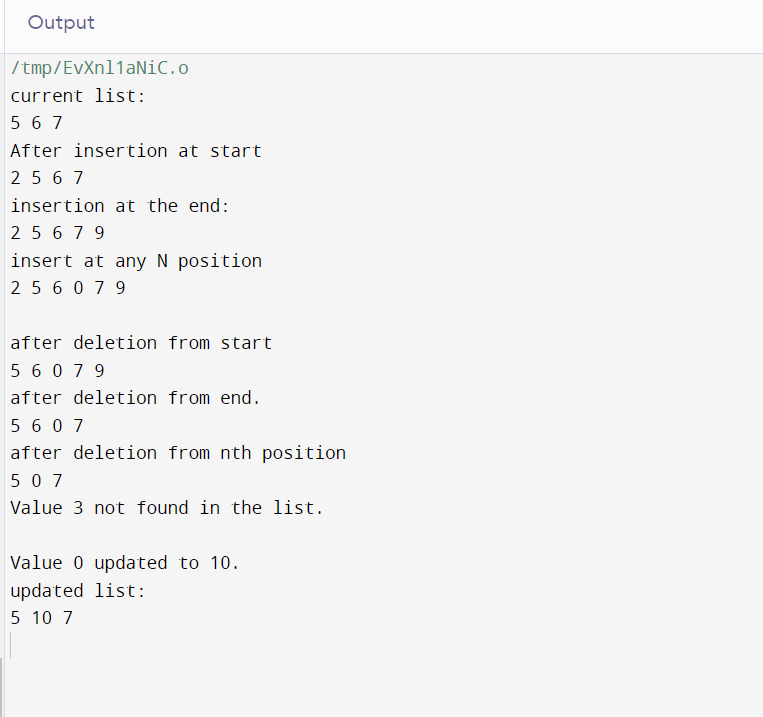 Output
/tmp/EvXnl1aNiC.o
current list:
5 6 7
After insertion at start
2 5 6 7
insertion at the end:
2 5 6 7 9
insert at any N position
2 5 6 0 7 9
after deletion from start
5 6 0 7 9
after deletion from end.
5 6 0 7
after deletion from nth position
5 0 7
Value 3 not found in the list.
Value 0 updated to 10.
updated list:
5 10 7